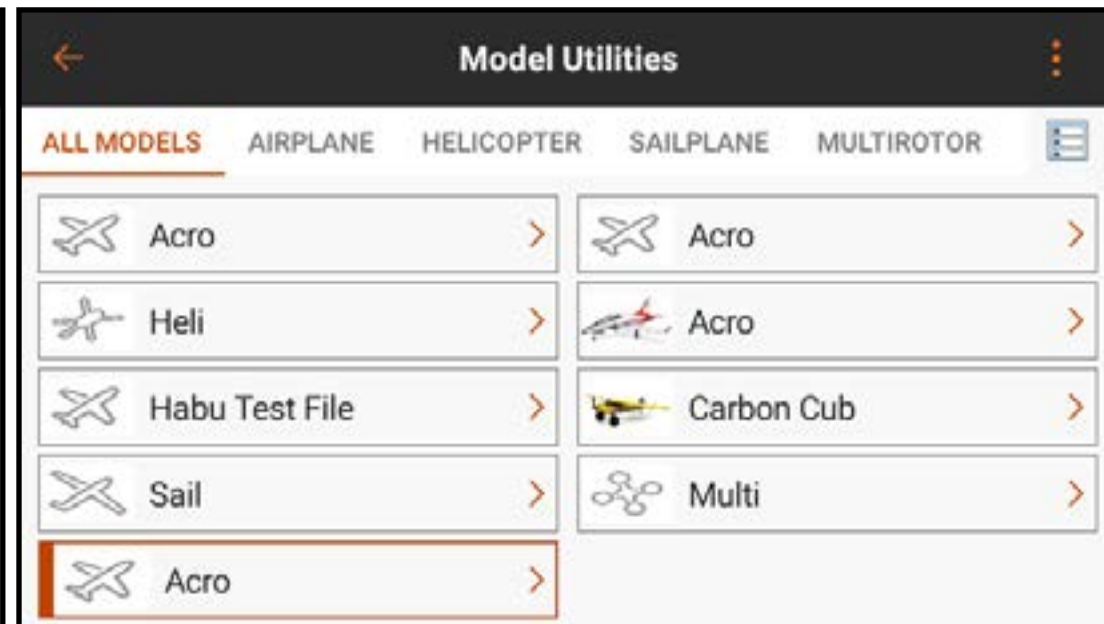 Model Utilities
ALL MODELS AIRPLANE HELICOPTER SAILPLANE MULTIROTOR
Acro Acro
Heli Acro
Habu Test File Carbon Cub
Sail Multi
Acro